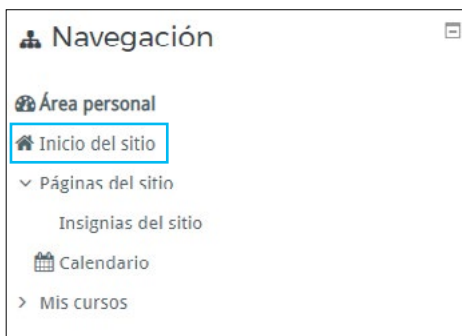 Navegación
Área personal
Inicio del sitio
Páginas del sitio
Insignias del sitio
Calendario
Mis cursos